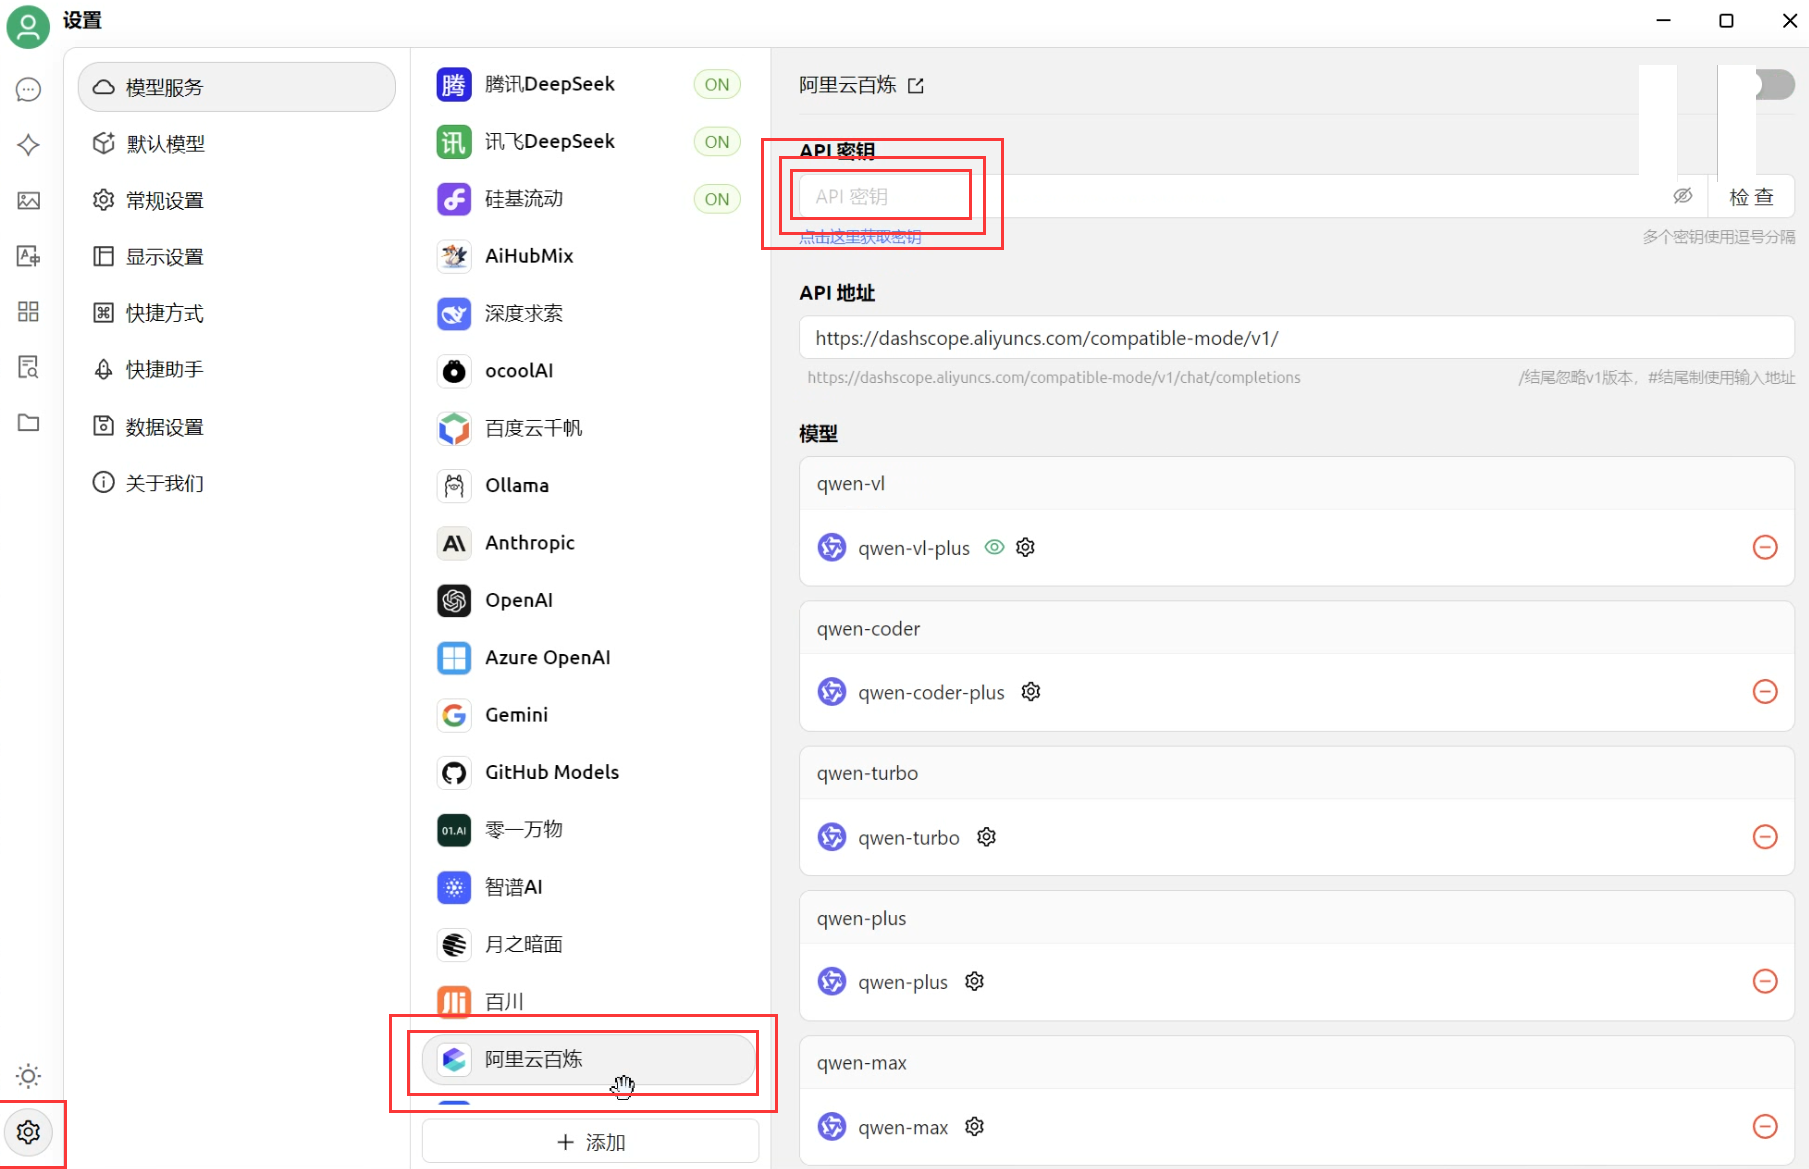 设置
模型服务
默认模型
常规设置
显示设置
快捷方式
快捷助手
数据设置
关于我们
腾
腾讯DeepSeek
ON
讯
讯飞DeepSeek
ON
硅基流动
ON
AiHubMix
深度求索
ocoolAI
百度云千帆
Ollama
Anthropic
OpenAI
Azure OpenAI
Gemini
GitHub Models
01.AI
零一万物
智谱AI
月之暗面
百川
阿里云百炼
添加
阿里云百炼
API 密钥
API 密钥
检 查
点击这里获取密钥
多个密钥使用逗号分隔
API 地址
https://dashscope.aliyuncs.com/compatible-mode/v1/
https://dashscope.aliyuncs.com/compatible-mode/v1/chat/completions
/结尾忽略v1版本，#结尾制使用输入地址
模型
qwen-vl
qwen-vl-plus
qwen-coder
qwen-coder-plus
qwen-turbo
qwen-turbo
qwen-plus
qwen-plus
qwen-max
qwen-max